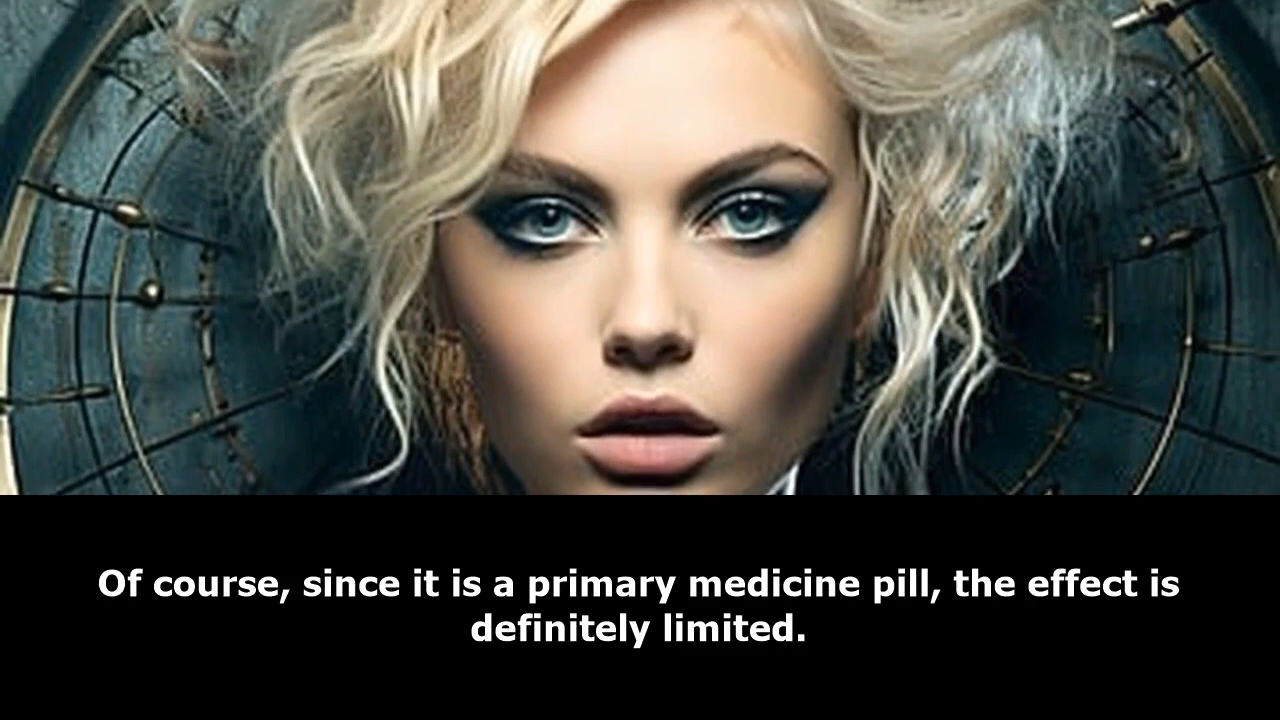 Of course, since it is a primary medicine pill, the effect is
definitely limited.